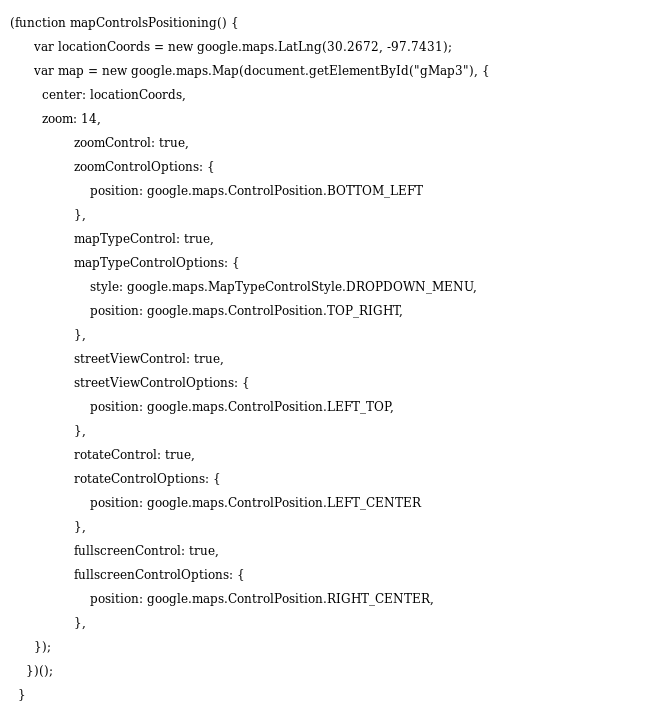 (function mapControlsPositioning() {
var locationCoords = new google.maps.LatLng(30.2672, -97.7431);
var map = new google.maps.Map(document.getElementById("gMap3"), {
center: locationCoords,
zoom: 14,
zoomControl: true,
zoomControlOptions: {
position: google.maps.ControlPosition.BOTTOM_LEFT
},
mapTypeControl: true,
mapTypeControlOptions: {
style: google.maps.MapTypeControlStyle.DROPDOWN_MENU,
position: google.maps.ControlPosition.TOP_RIGHT,
},
streetViewControl: true,
streetViewControlOptions: {
position: google.maps.ControlPosition.LEFT_TOP,
},
rotateControl: true,
rotateControlOptions: {
position: google.maps.ControlPosition.LEFT_CENTER
},
fullscreenControl: true,
fullscreenControlOptions: {
position: google.maps.ControlPosition.RIGHT_CENTER,
},
});
})();
}